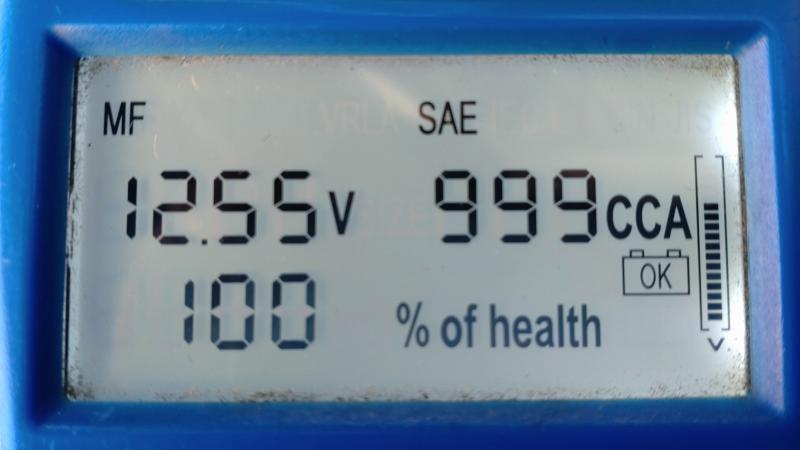 MF SAE
12.55V 999CCA
OK
100 % of health